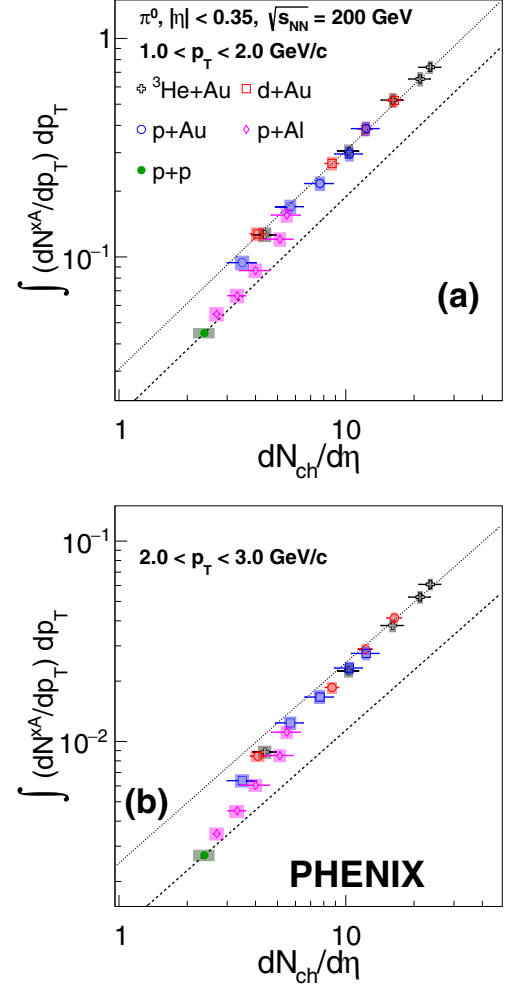 π⁰, |η| < 0.35, √s_NN = 200 GeV
1.0 < p_T < 2.0 GeV/c
³He+Au
d+Au
p+Au
p+Al
p+p
1
10⁻¹
∫ (dN^xA/dp_T) dp_T
(a)
1
10
dN_ch/dη
10⁻¹
2.0 < p_T < 3.0 GeV/c
∫ (dN^xA/dp_T) dp_T
10⁻²
(b)
PHENIX
1
10
dN_ch/dη